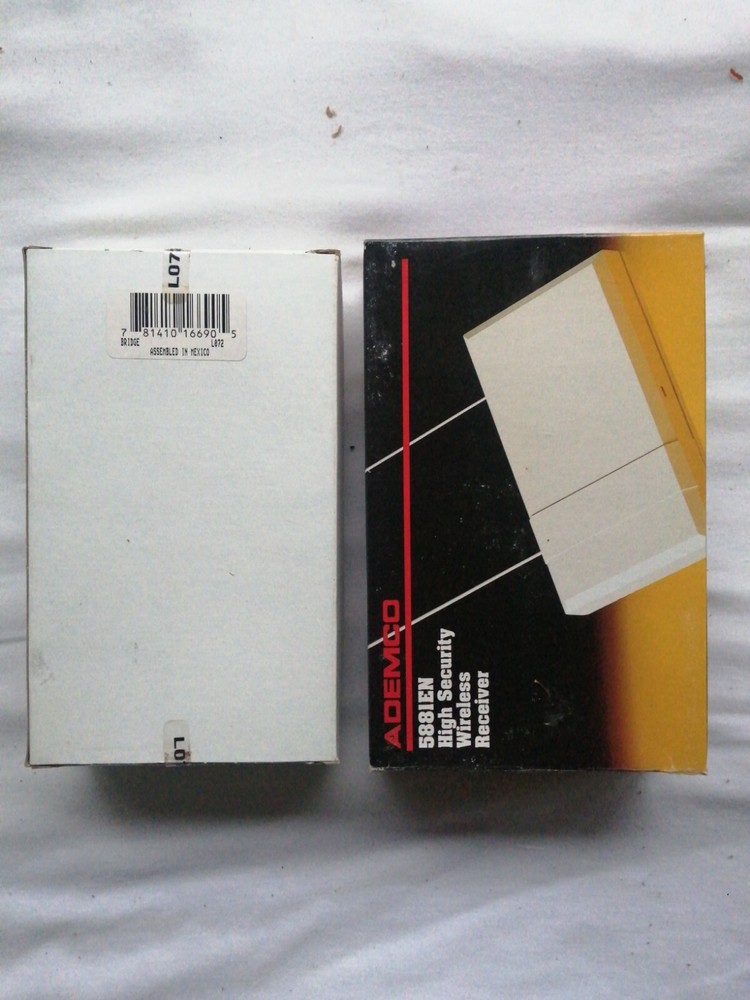 L07
7 81410 16690 5
BRIDGE L072
ASSEMBLED IN MEXICO
L0
ADEMCO
5881EN
High Security
Wireless
Receiver